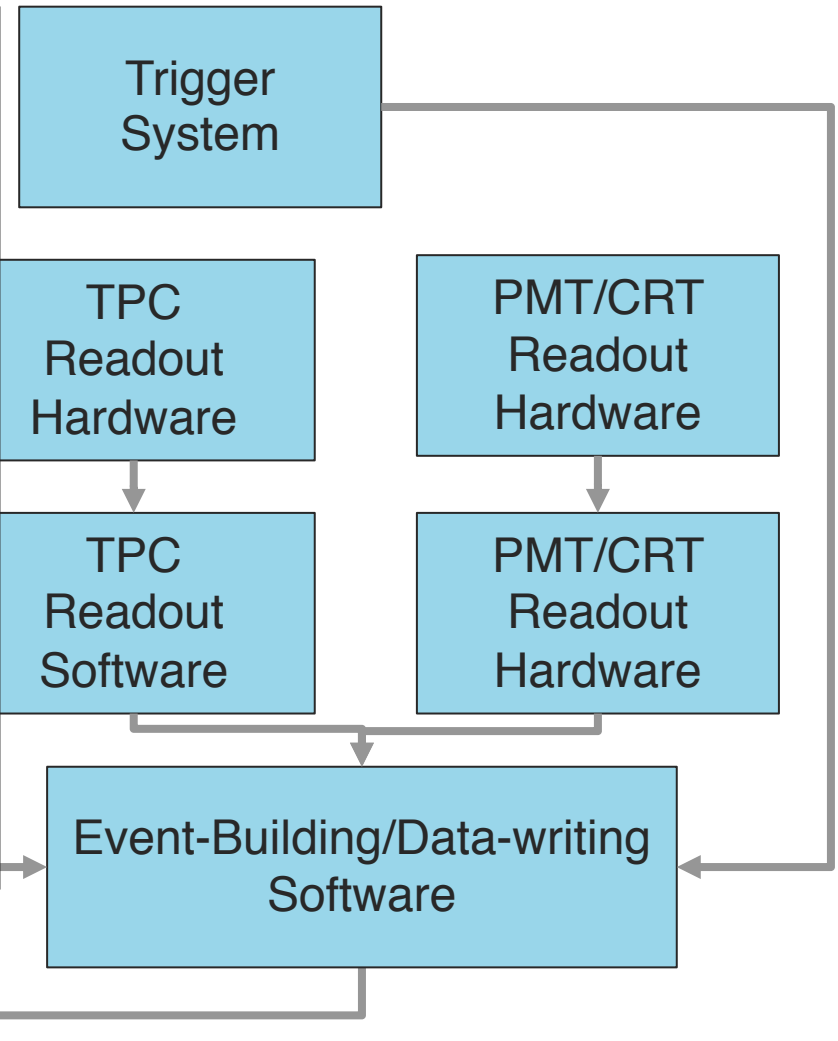 Trigger
System
TPC
Readout
Hardware
PMT/CRT
Readout
Hardware
TPC
Readout
Software
PMT/CRT
Readout
Hardware
Event-Building/Data-writing
Software